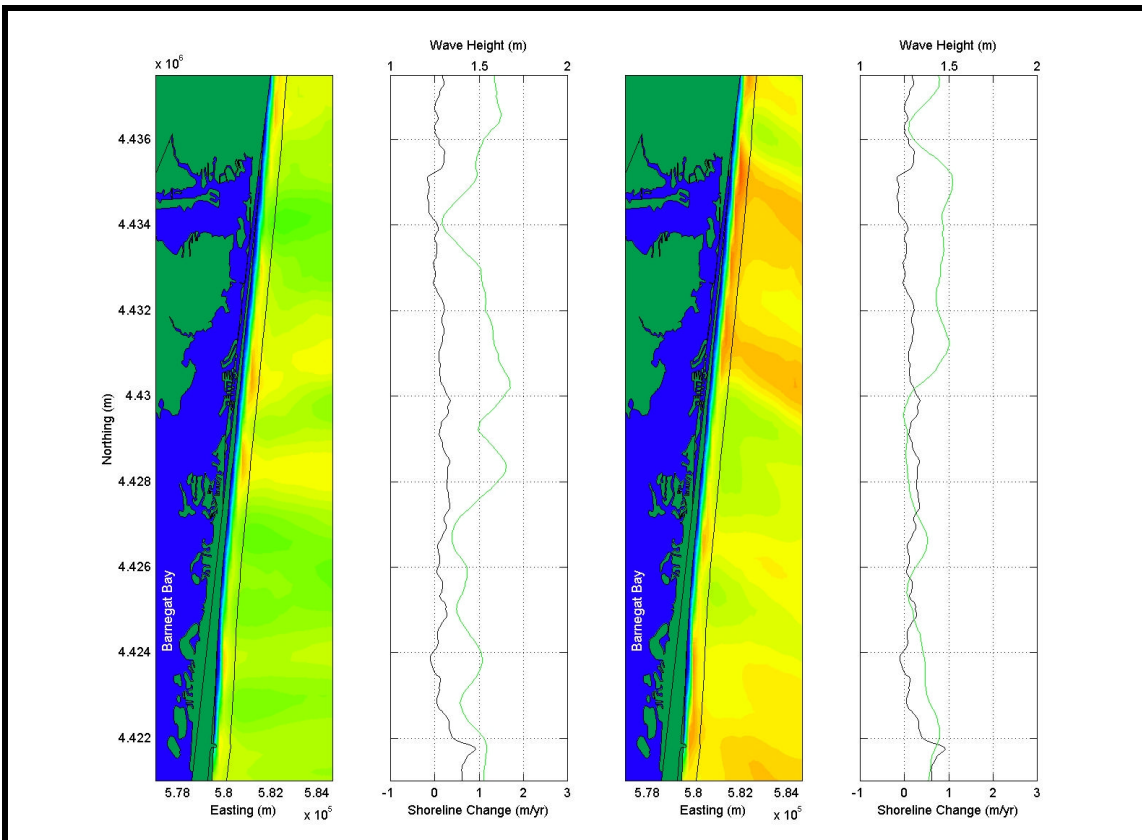 Wave Height (m)
Wave Height (m)
x 10^6
1 1.5 2
1 1.5 2
4.436
4.434
4.432
4.43
4.428
4.426
4.424
4.422
Northing (m)
Barnegat Bay
Barnegat Bay
5.78 5.8 5.82 5.84
-1 0 1 2 3
5.78 5.8 5.82 5.84
-1 0 1 2 3
Easting (m)
x 10^5
Shoreline Change (m/yr)
Easting (m)
x 10^5
Shoreline Change (m/yr)